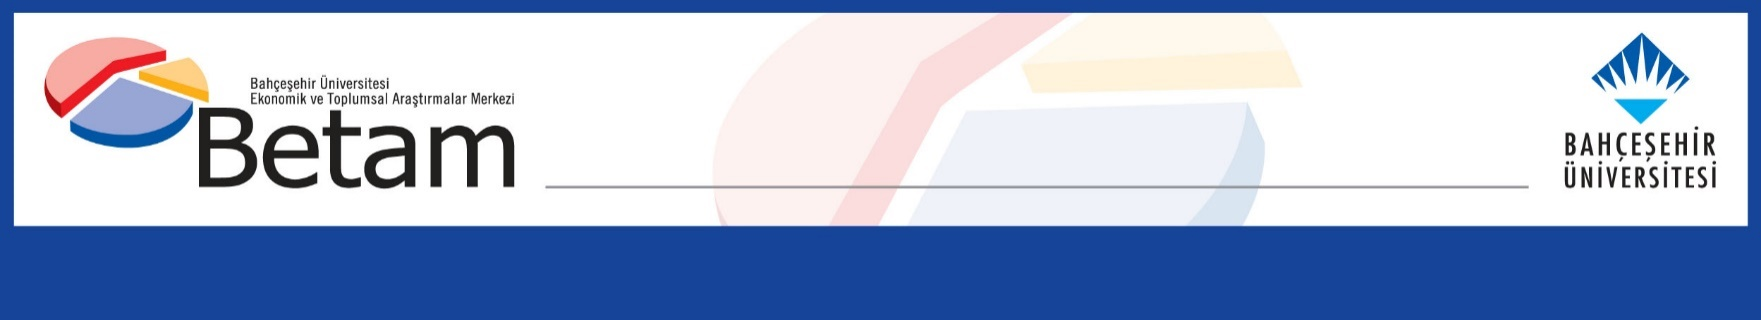 Bahçeşehir Üniversitesi
Ekonomik ve Toplumsal Araştırmalar Merkezi
Betam
BAHÇEŞEHİR
ÜNİVERSİTESİ